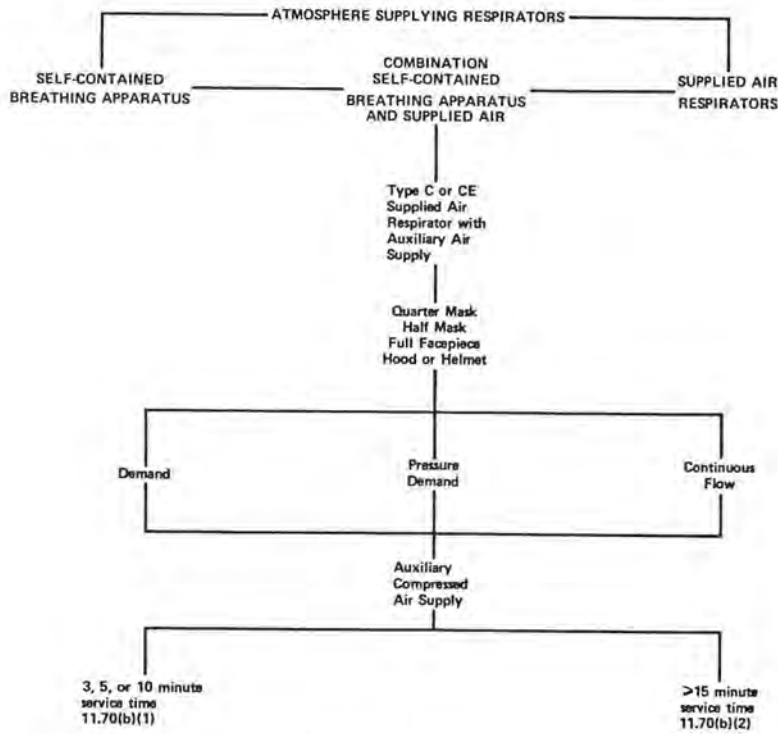 ATMOSPHERE SUPPLYING RESPIRATORS
SELF-CONTAINED
BREATHING APPARATUS
COMBINATION
SELF-CONTAINED
BREATHING APPARATUS
AND SUPPLIED AIR
SUPPLIED AIR
RESPIRATORS
Type C or CE
Supplied Air
Respirator with
Auxiliary Air
Supply
Quarter Mask
Half Mask
Full Facepiece
Hood or Helmet
Demand
Pressure
Demand
Continuous
Flow
Auxiliary
Compressed
Air Supply
3, 5, or 10 minute
service time
11.70(b)(1)
>15 minute
service time
11.70(b)(2)